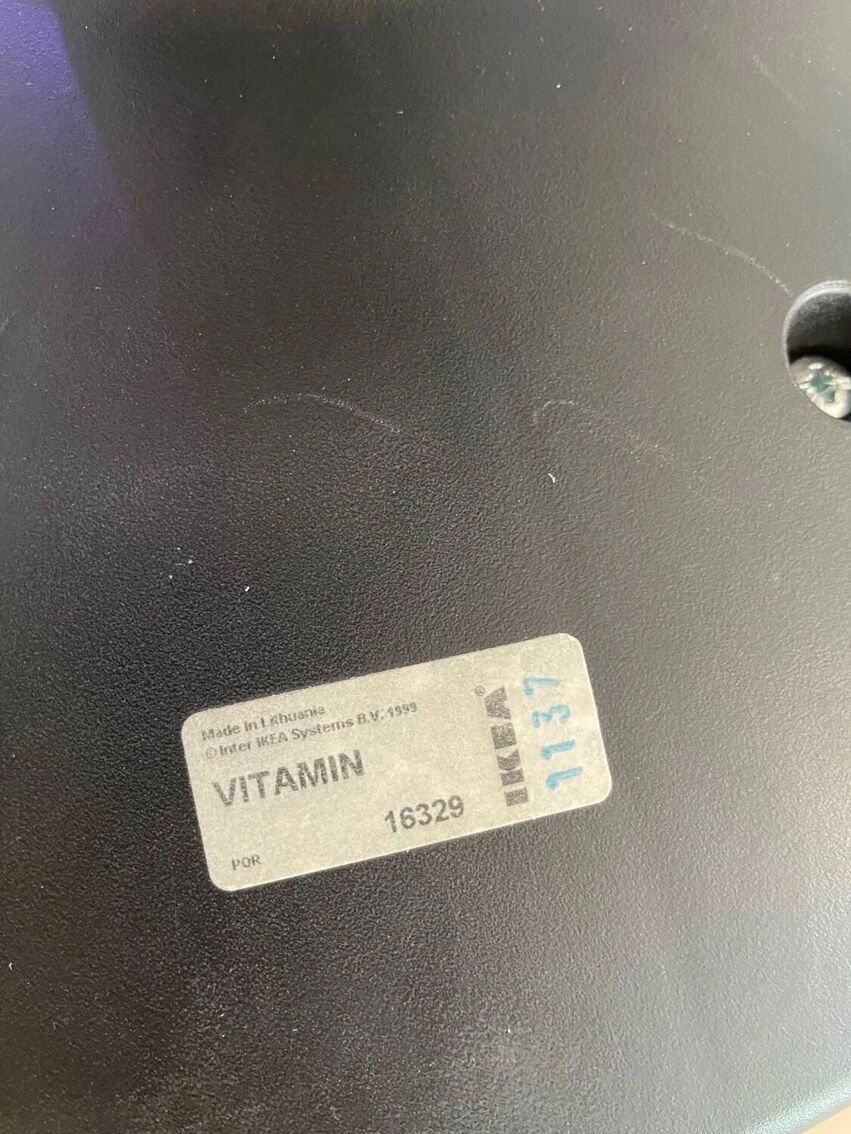 Made in Lithuania
© Inter IKEA Systems B.V. 1999
VITAMIN
16329
POR
IKEA®
1137